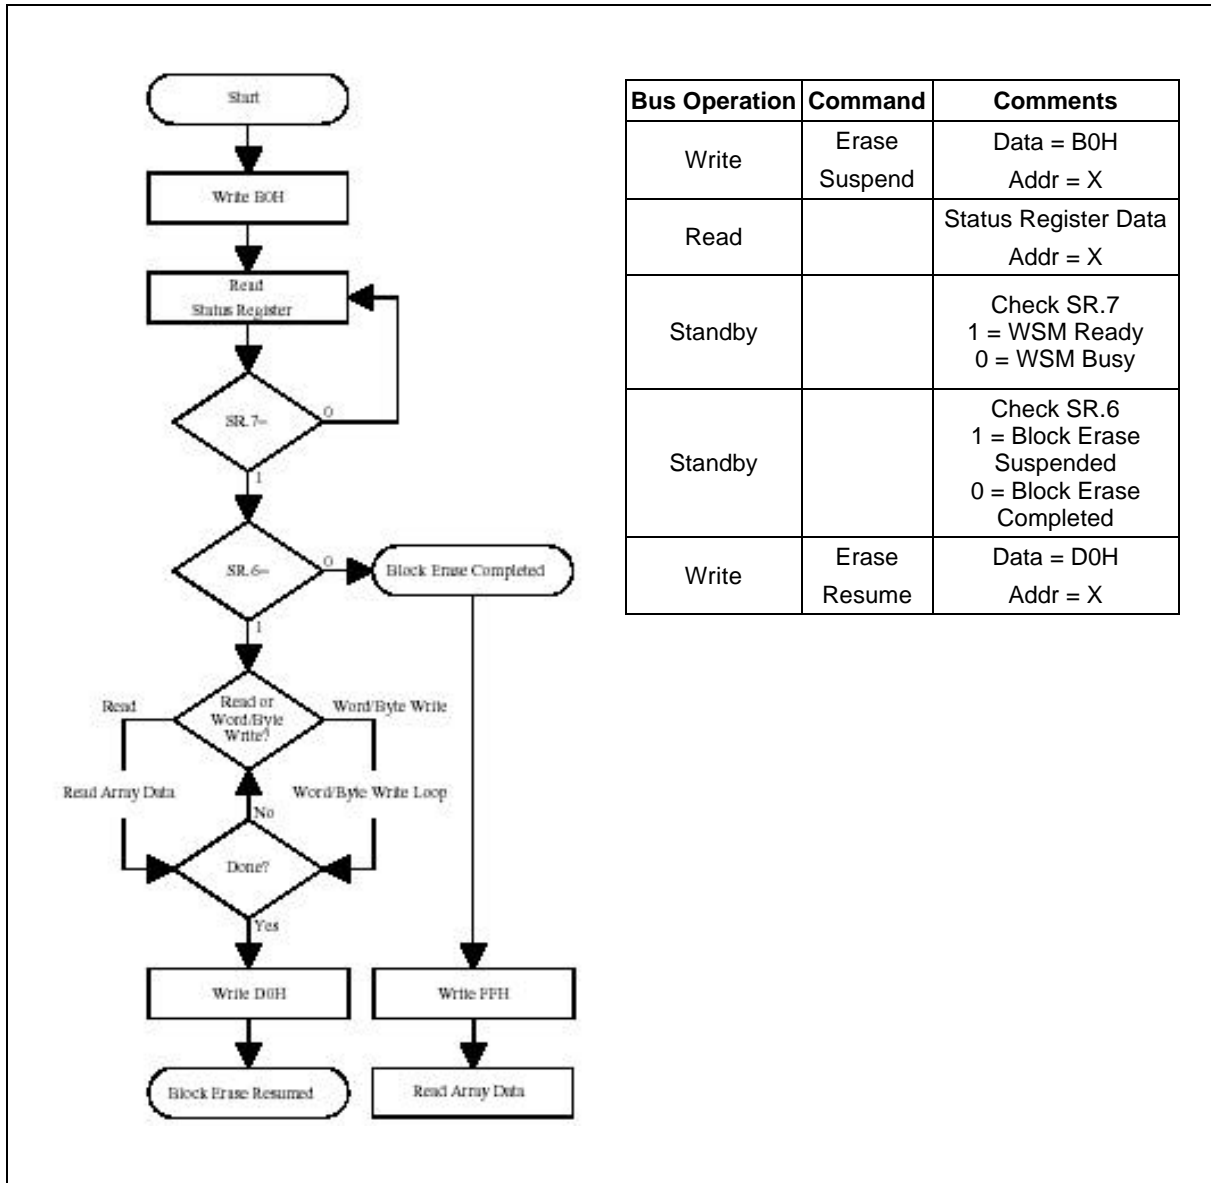 Start
Write B0H
Read
Status Register
SR.7=
0
1
SR.6=
0
Block Erase Completed
1
Read or
Word/Byte
Write?
Read
Word/Byte Write
Read Array Data
Word/Byte Write Loop
No
Done?
Yes
Write D0H
Write FFH
Block Erase Resumed
Read Array Data
Bus Operation Command Comments
Write Erase Suspend Data = B0H
Addr = X
Read Status Register Data
Addr = X
Standby Check SR.7
1 = WSM Ready
0 = WSM Busy
Standby Check SR.6
1 = Block Erase
Suspended
0 = Block Erase
Completed
Write Erase Resume Data = D0H
Addr = X